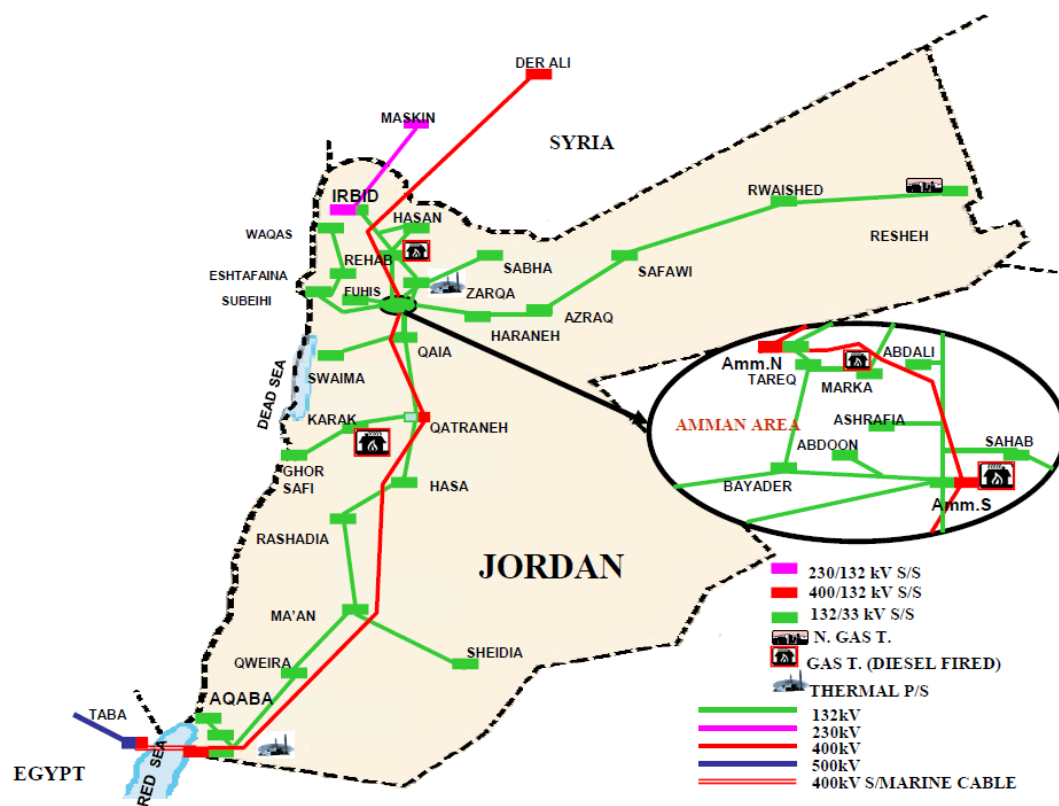 DER ALI
MASKIN
SYRIA
IRBID
HASAN
RWAISHED
WAQAS
RESHEH
REHAB
SABHA
SAFAWI
ESHTAFAINA
ZARQA
SUBEIHI
FUHIS
AZRAQ
HARANEH
QAIA
Amm.N
ABDALI
TAREQ
MARKA
SWAIMA
DEAD SEA
KARAK
QATRANEH
AMMAN AREA
ASHRAFIA
ABDOON
SAHAB
GHOR
SAFI
HASA
BAYADER
Amm.S
RASHADIA
JORDAN
230/132 kV S/S
400/132 kV S/S
132/33 kV S/S
N. GAS T.
GAS T. (DIESEL FIRED)
THERMAL P/S
MA'AN
SHEIDIA
QWEIRA
AQABA
TABA
EGYPT
RED SEA
132kV
230kV
400kV
500kV
400kV S/MARINE CABLE